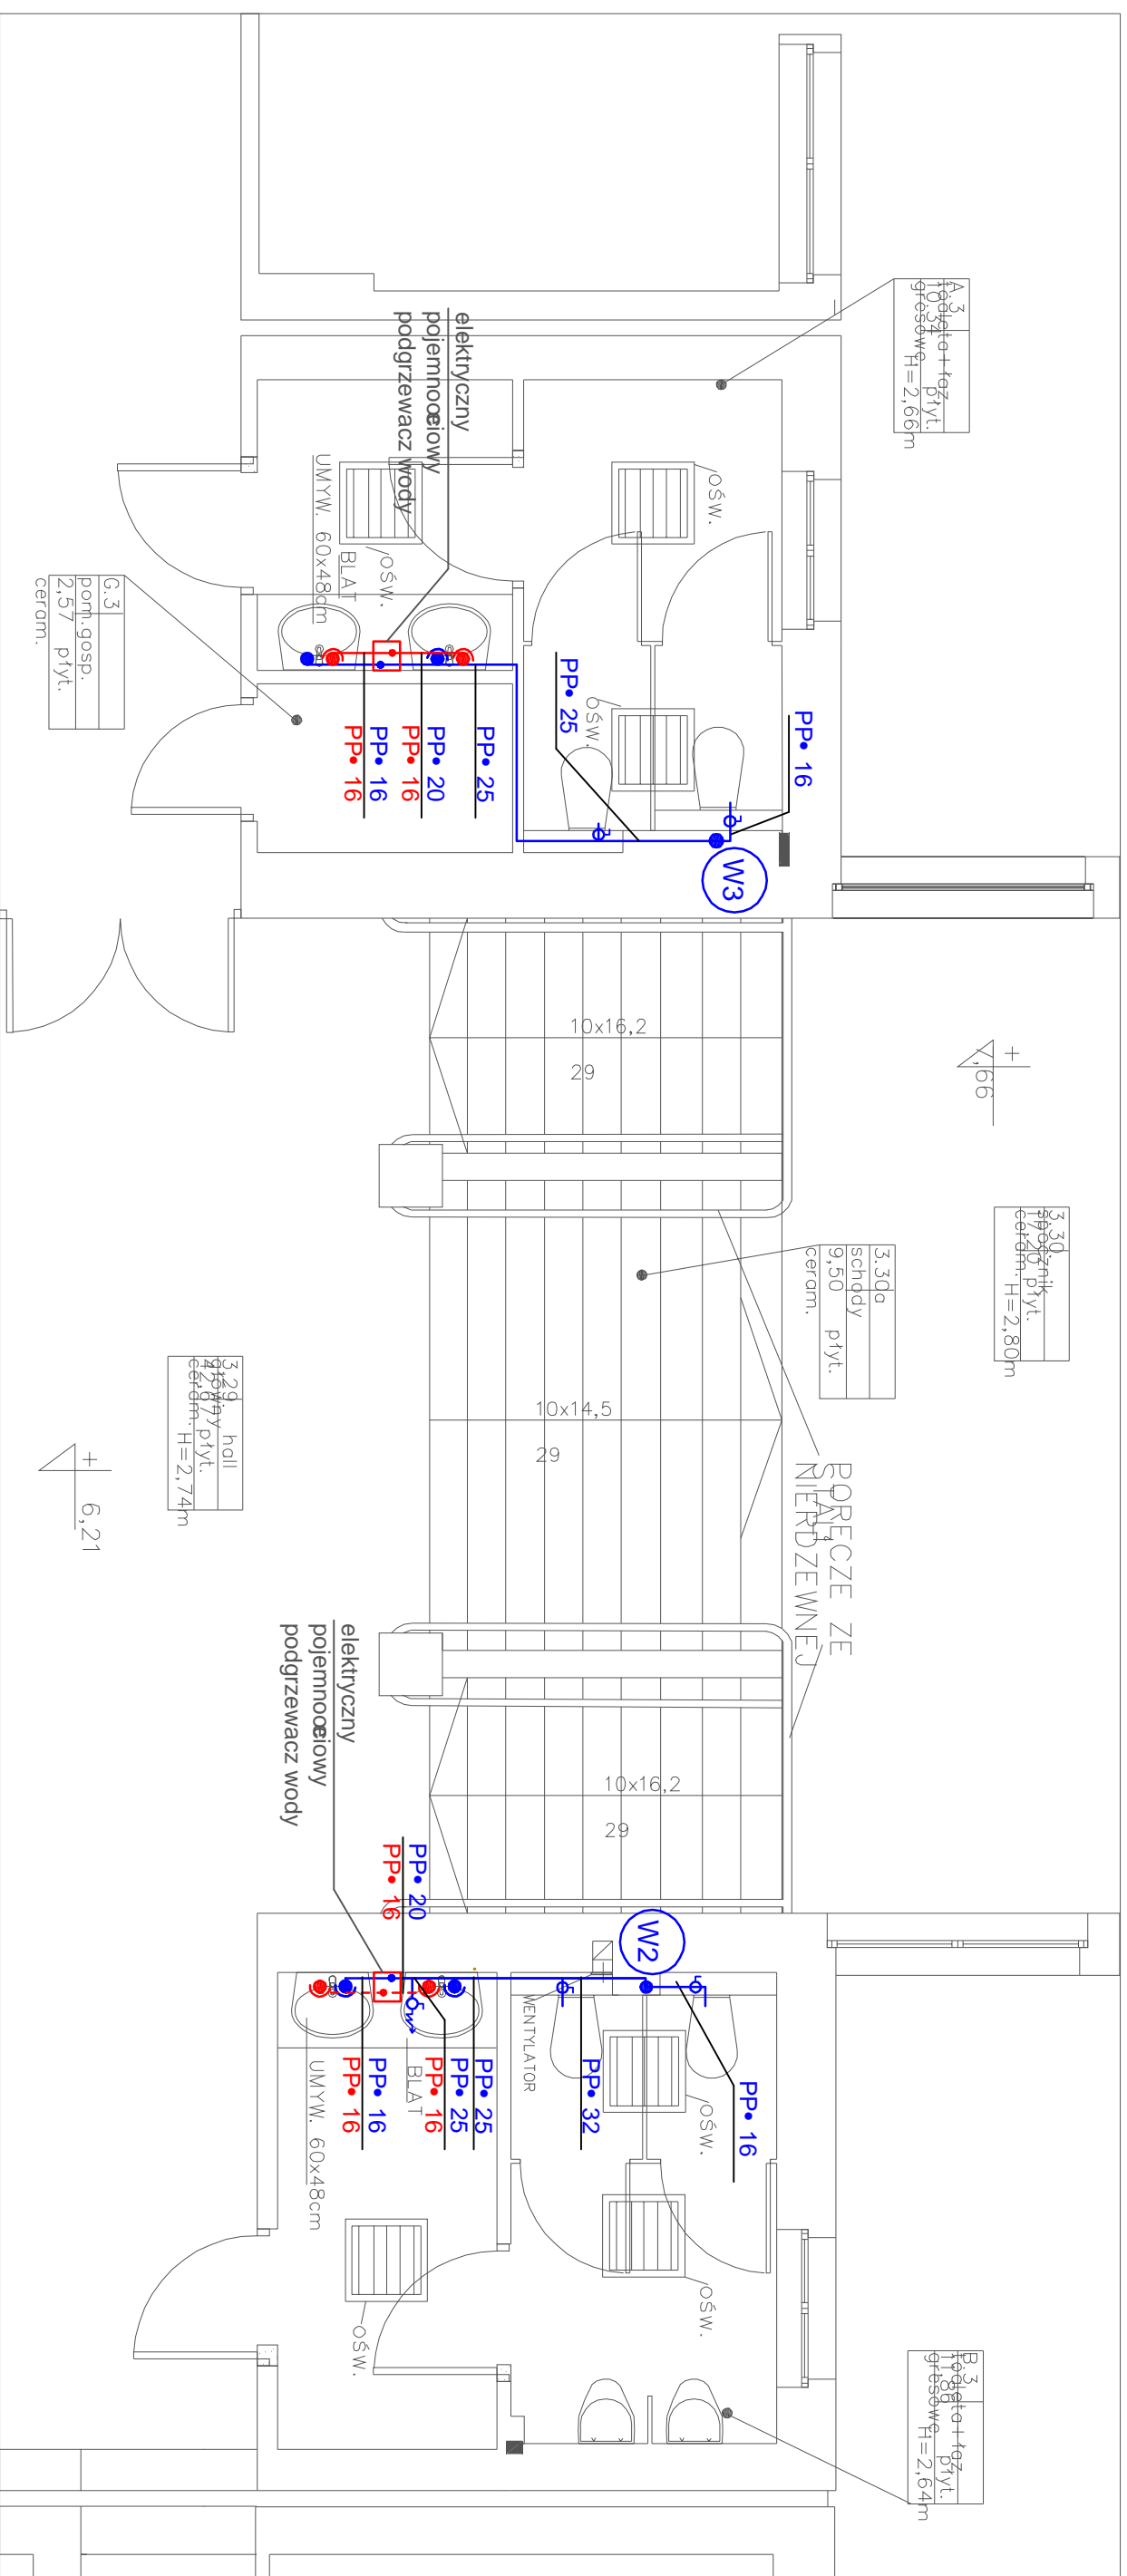 A.3
toaleta+łaz.
10.34 płyt.
gresowe H=2,66m
elektryczny
pojemnoœiowy
podgrzewacz wody
OŚW.
UMYW. 60x48cm
BLAT
OŚW.
OŚW.
G.3
pom.gosp.
2,57 płyt.
ceram.
PP• 25
PP• 16
PP• 25
PP• 20
PP• 16
PP• 16
PP• 16
W3
10x16,2
29
+
7,66
3.30
spocznik
płyt.
ceram. H=2,80m
3.30a
schody
9,50 płyt.
ceram.
3.29
główny hall
płyt.
ceram. H=2,74m
10x14,5
29
+
6,21
PORĘCZE ZE
STALI
NIERDZEWNEJ
10x16,2
29
elektryczny
pojemnoœiowy
podgrzewacz wody
PP• 20
PP• 16
W2
WENTYLATOR
PP• 16
PP• 32
PP• 25
PP• 25
PP• 16
PP• 16
PP• 16
BLAT
UMYW. 60x48cm
OŚW.
OŚW.
OŚW.
B.3
toaleta+łaz.
11.86 płyt.
gresowe H=2,64m